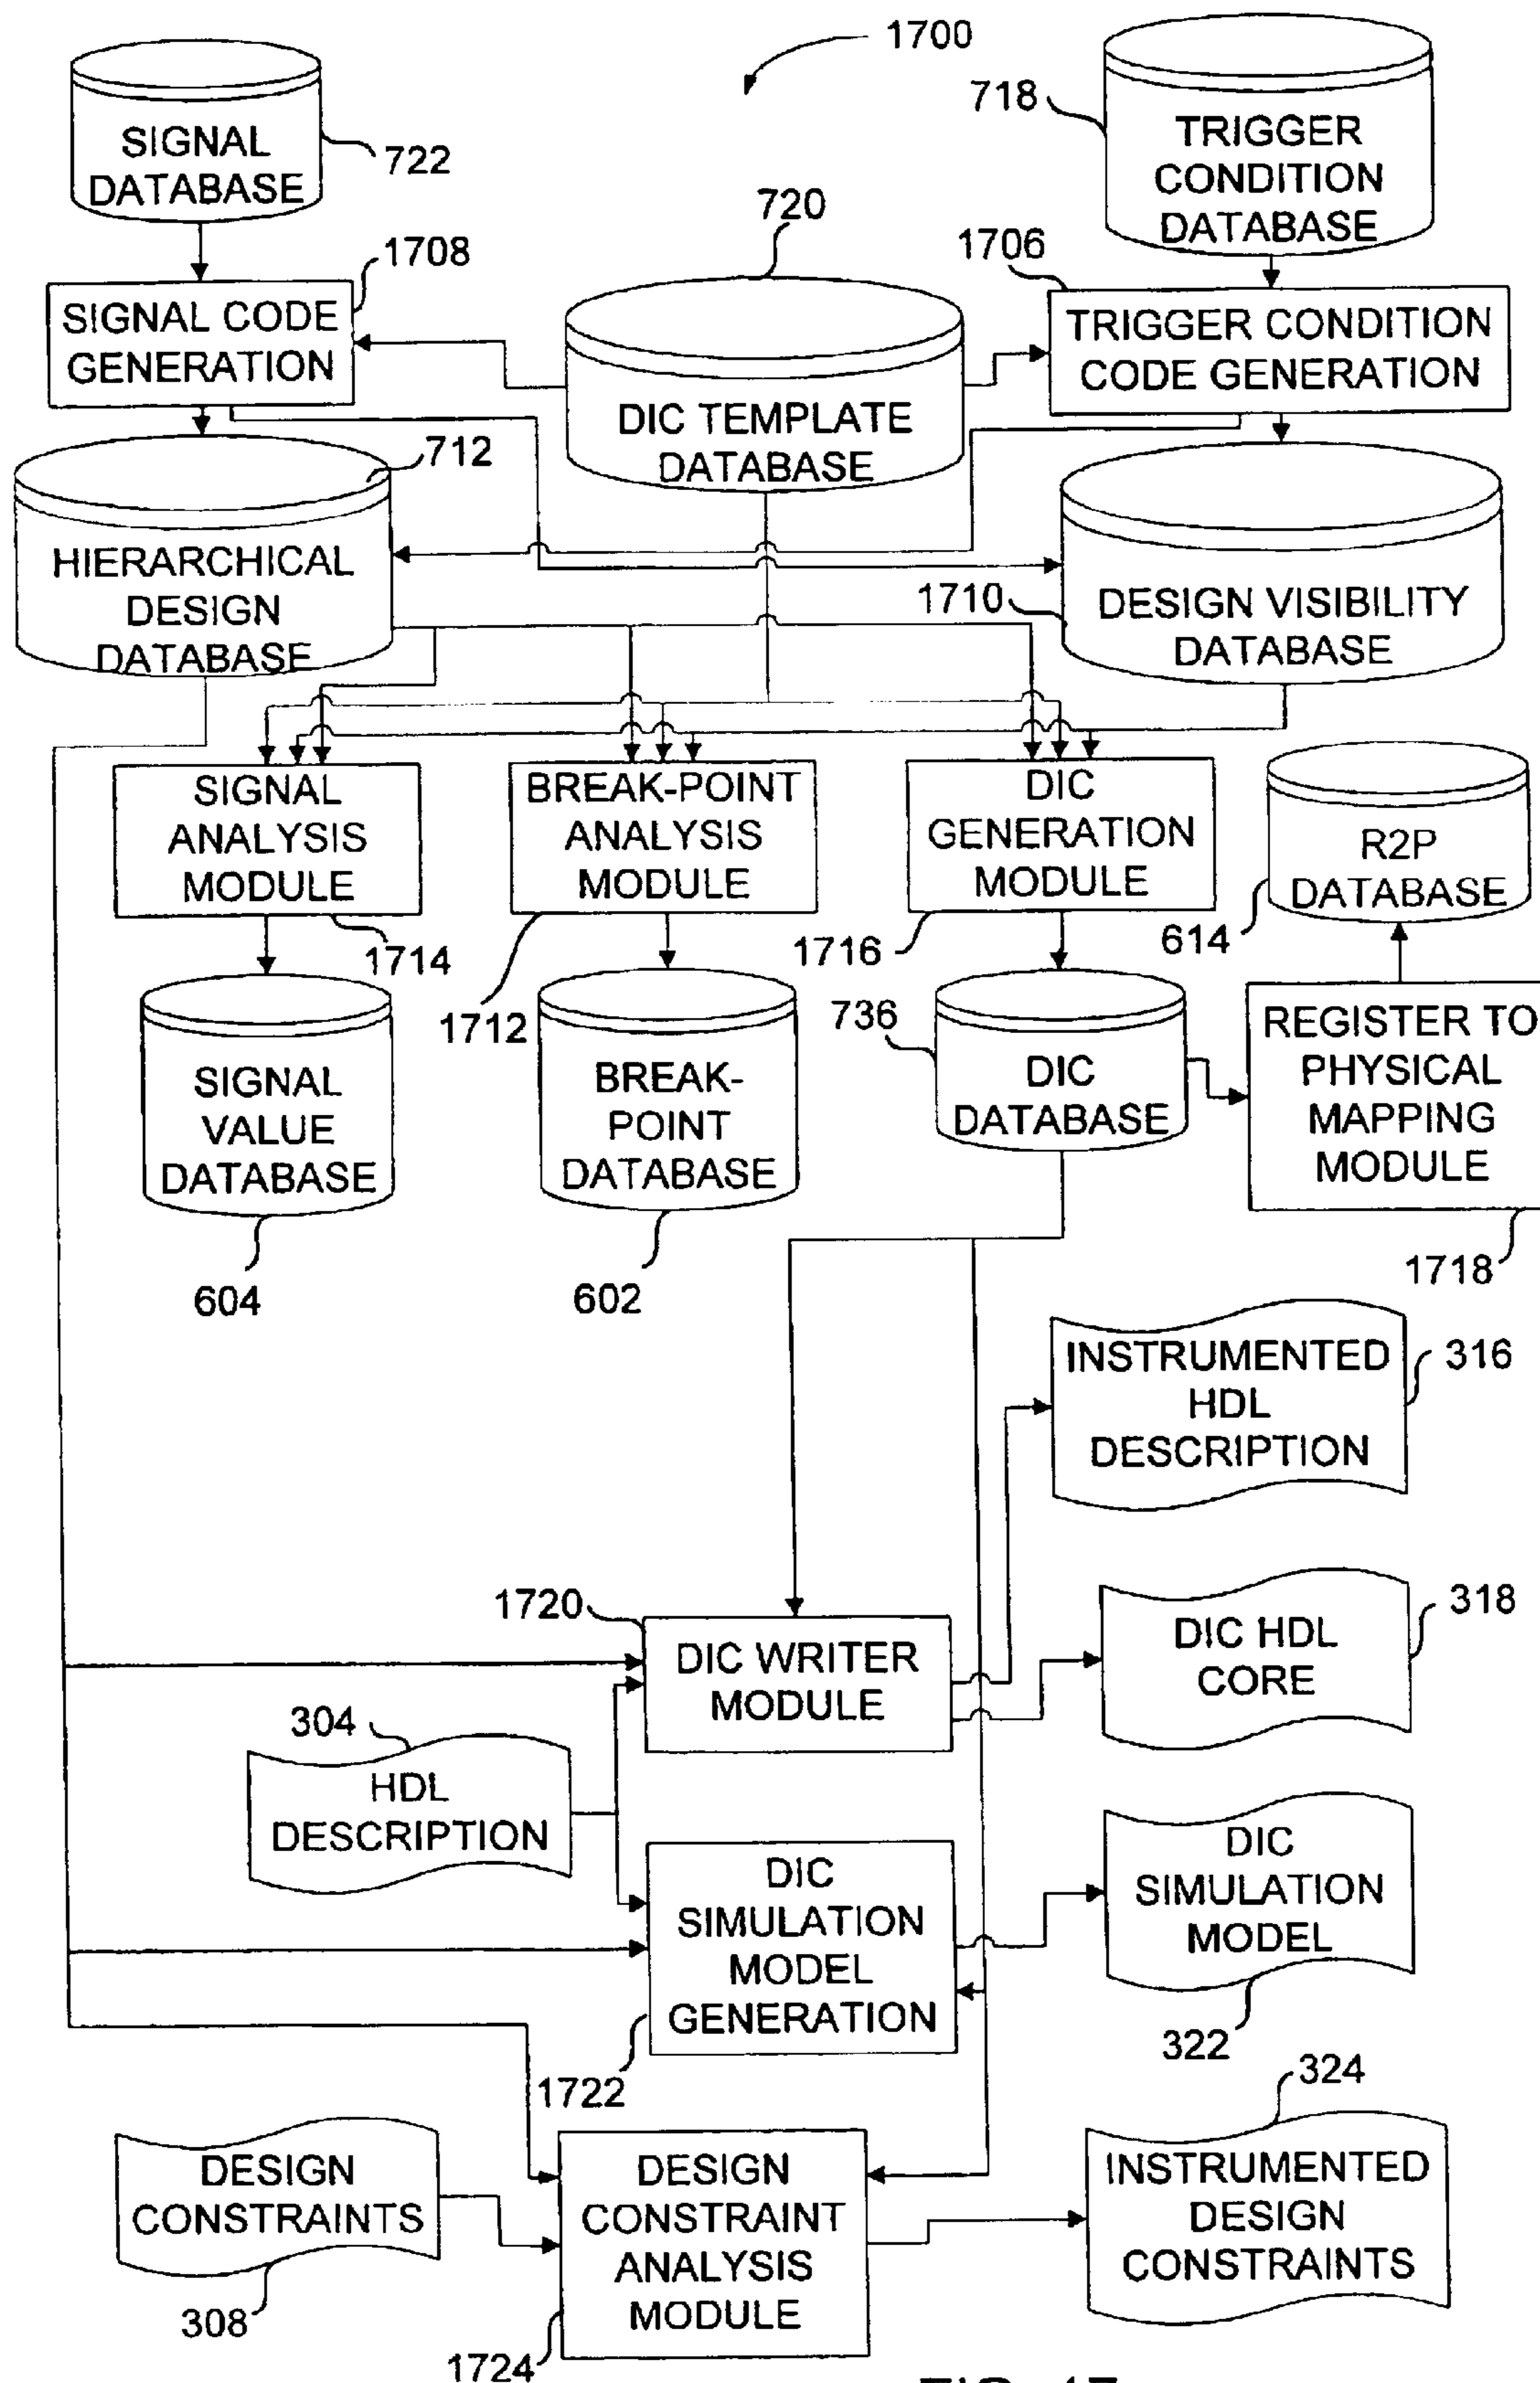 1700
SIGNAL
DATABASE
722
718
TRIGGER
CONDITION
DATABASE
720
1708
1706
SIGNAL CODE
GENERATION
DIC TEMPLATE
DATABASE
TRIGGER CONDITION
CODE GENERATION
712
HIERARCHICAL
DESIGN
DATABASE
1710
DESIGN VISIBILITY
DATABASE
SIGNAL
ANALYSIS
MODULE
1714
BREAK-POINT
ANALYSIS
MODULE
1712
DIC
GENERATION
MODULE
1716
R2P
DATABASE
614
SIGNAL
VALUE
DATABASE
604
BREAK-
POINT
DATABASE
602
736
DIC
DATABASE
REGISTER TO
PHYSICAL
MAPPING
MODULE
1718
INSTRUMENTED
HDL
DESCRIPTION
316
1720
DIC WRITER
MODULE
DIC HDL
CORE
318
304
HDL
DESCRIPTION
DIC
SIMULATION
MODEL
GENERATION
1722
DIC
SIMULATION
MODEL
322
324
DESIGN
CONSTRAINTS
308
DESIGN
CONSTRAINT
ANALYSIS
MODULE
1724
INSTRUMENTED
DESIGN
CONSTRAINTS